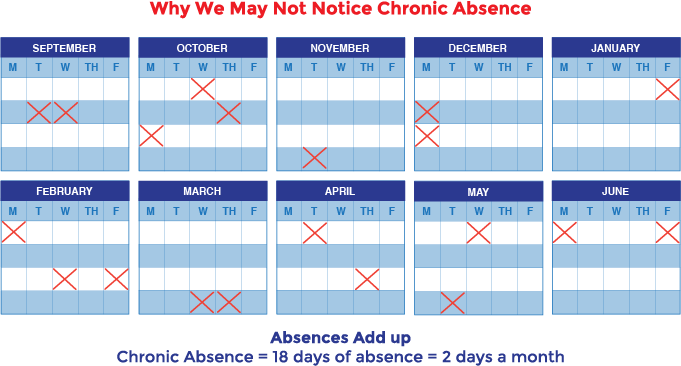 Why We May Not Notice Chronic Absence
SEPTEMBER OCTOBER NOVEMBER DECEMBER JANUARY
M T W TH F M T W TH F M T W TH F M T W TH F M T W TH F
FEBRUARY MARCH APRIL MAY JUNE
M T W TH F M T W TH F M T W TH F M T W TH F M T W TH F
Absences Add up
Chronic Absence = 18 days of absence = 2 days a month